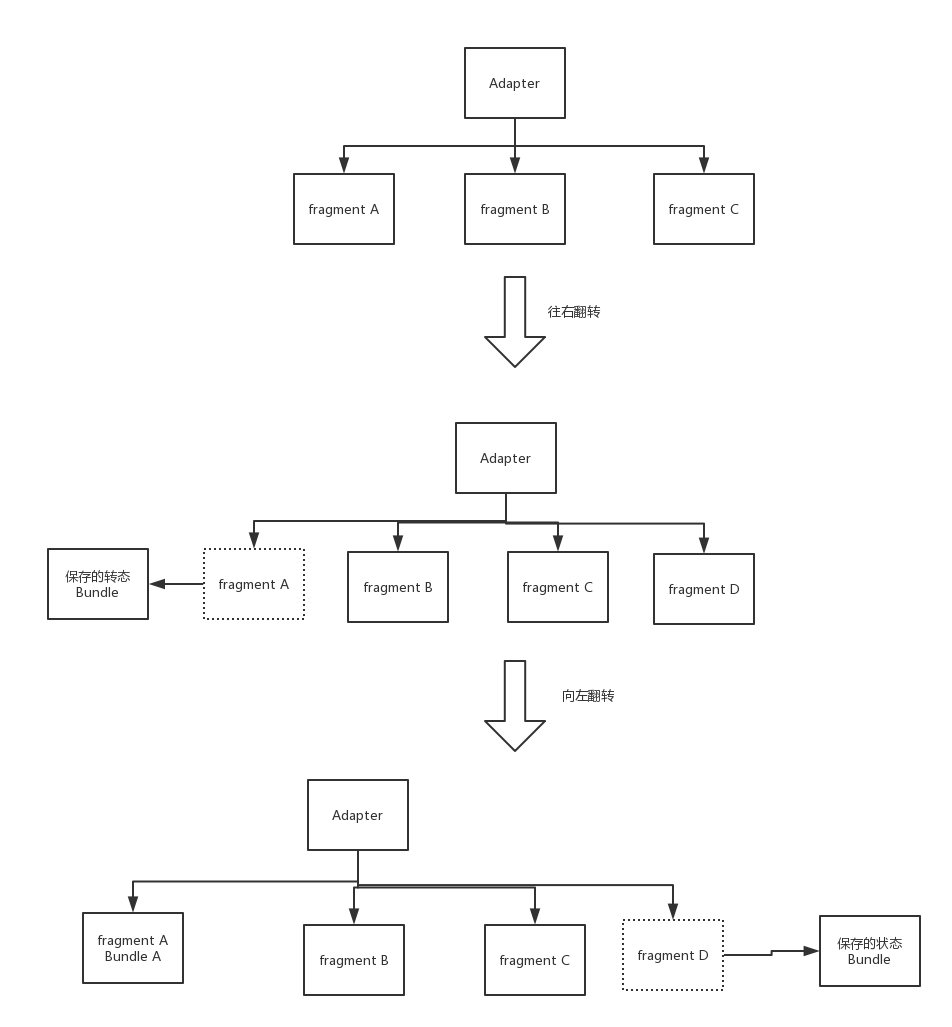 Adapter
fragment A
fragment B
fragment C
往右翻转
Adapter
保存的转态
Bundle
fragment A
fragment B
fragment C
fragment D
向左翻转
Adapter
fragment A
Bundle A
fragment B
fragment C
fragment D
保存的状态
Bundle